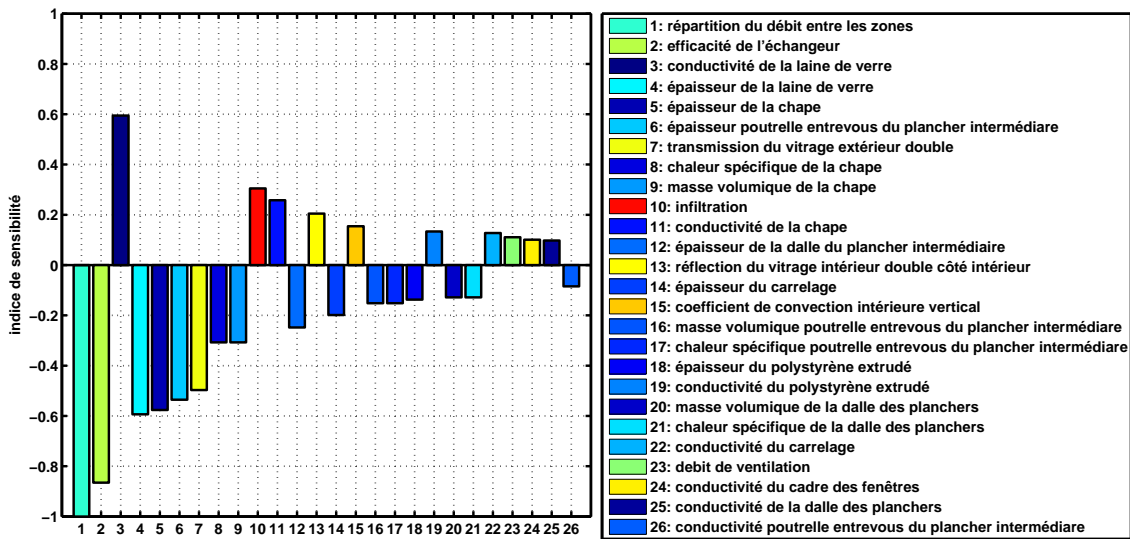 1
0.8
0.6
0.4
0.2
0
−0.2
−0.4
−0.6
−0.8
−1
indice de sensibilité
1 2 3 4 5 6 7 8 9 10 11 12 13 14 15 16 17 18 19 20 21 22 23 24 25 26
1: répartition du débit entre les zones
2: efficacité de l'échangeur
3: conductivité de la laine de verre
4: épaisseur de la laine de verre
5: épaisseur de la chape
6: épaisseur poutrelle entrevous du plancher intermédiare
7: transmission du vitrage extérieur double
8: chaleur spécifique de la chape
9: masse volumique de la chape
10: infiltration
11: conductivité de la chape
12: épaisseur de la dalle du plancher intermédiaire
13: réflection du vitrage intérieur double côté intérieur
14: épaisseur du carrelage
15: coefficient de convection intérieure vertical
16: masse volumique poutrelle entrevous du plancher intermédiare
17: chaleur spécifique poutrelle entrevous du plancher intermédiare
18: épaisseur du polystyrène extrudé
19: conductivité du polystyrène extrudé
20: masse volumique de la dalle des planchers
21: chaleur spécifique de la dalle des planchers
22: conductivité du carrelage
23: debit de ventilation
24: conductivité du cadre des fenêtres
25: conductivité de la dalle des planchers
26: conductivité poutrelle entrevous du plancher intermédiare